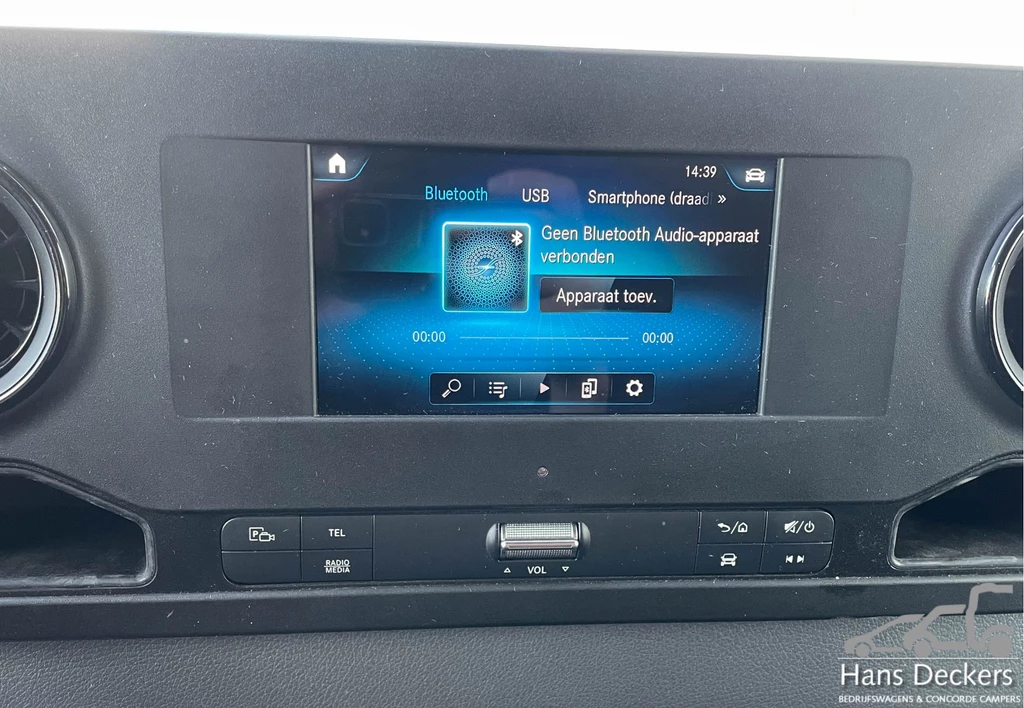 14:39
Bluetooth USB Smartphone (draad »
Geen Bluetooth Audio-apparaat
verbonden
Apparaat toev.
00:00 00:00
P TEL
RADIO
MEDIA
VOL
Hans Deckers
BEDRIJFSWAGENS & CONCORDE CAMPERS